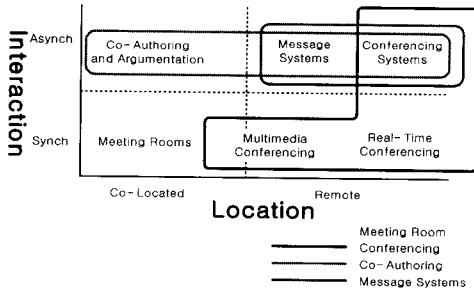 Interaction
Asynch
Co-Authoring
and Argumentation
Message
Systems
Conferencing
Systems
Synch
Meeting Rooms
Multimedia
Conferencing
Real-Time
Conferencing
Co-Located
Remote
Location
Meeting Room
Conferencing
Co-Authoring
Message Systems